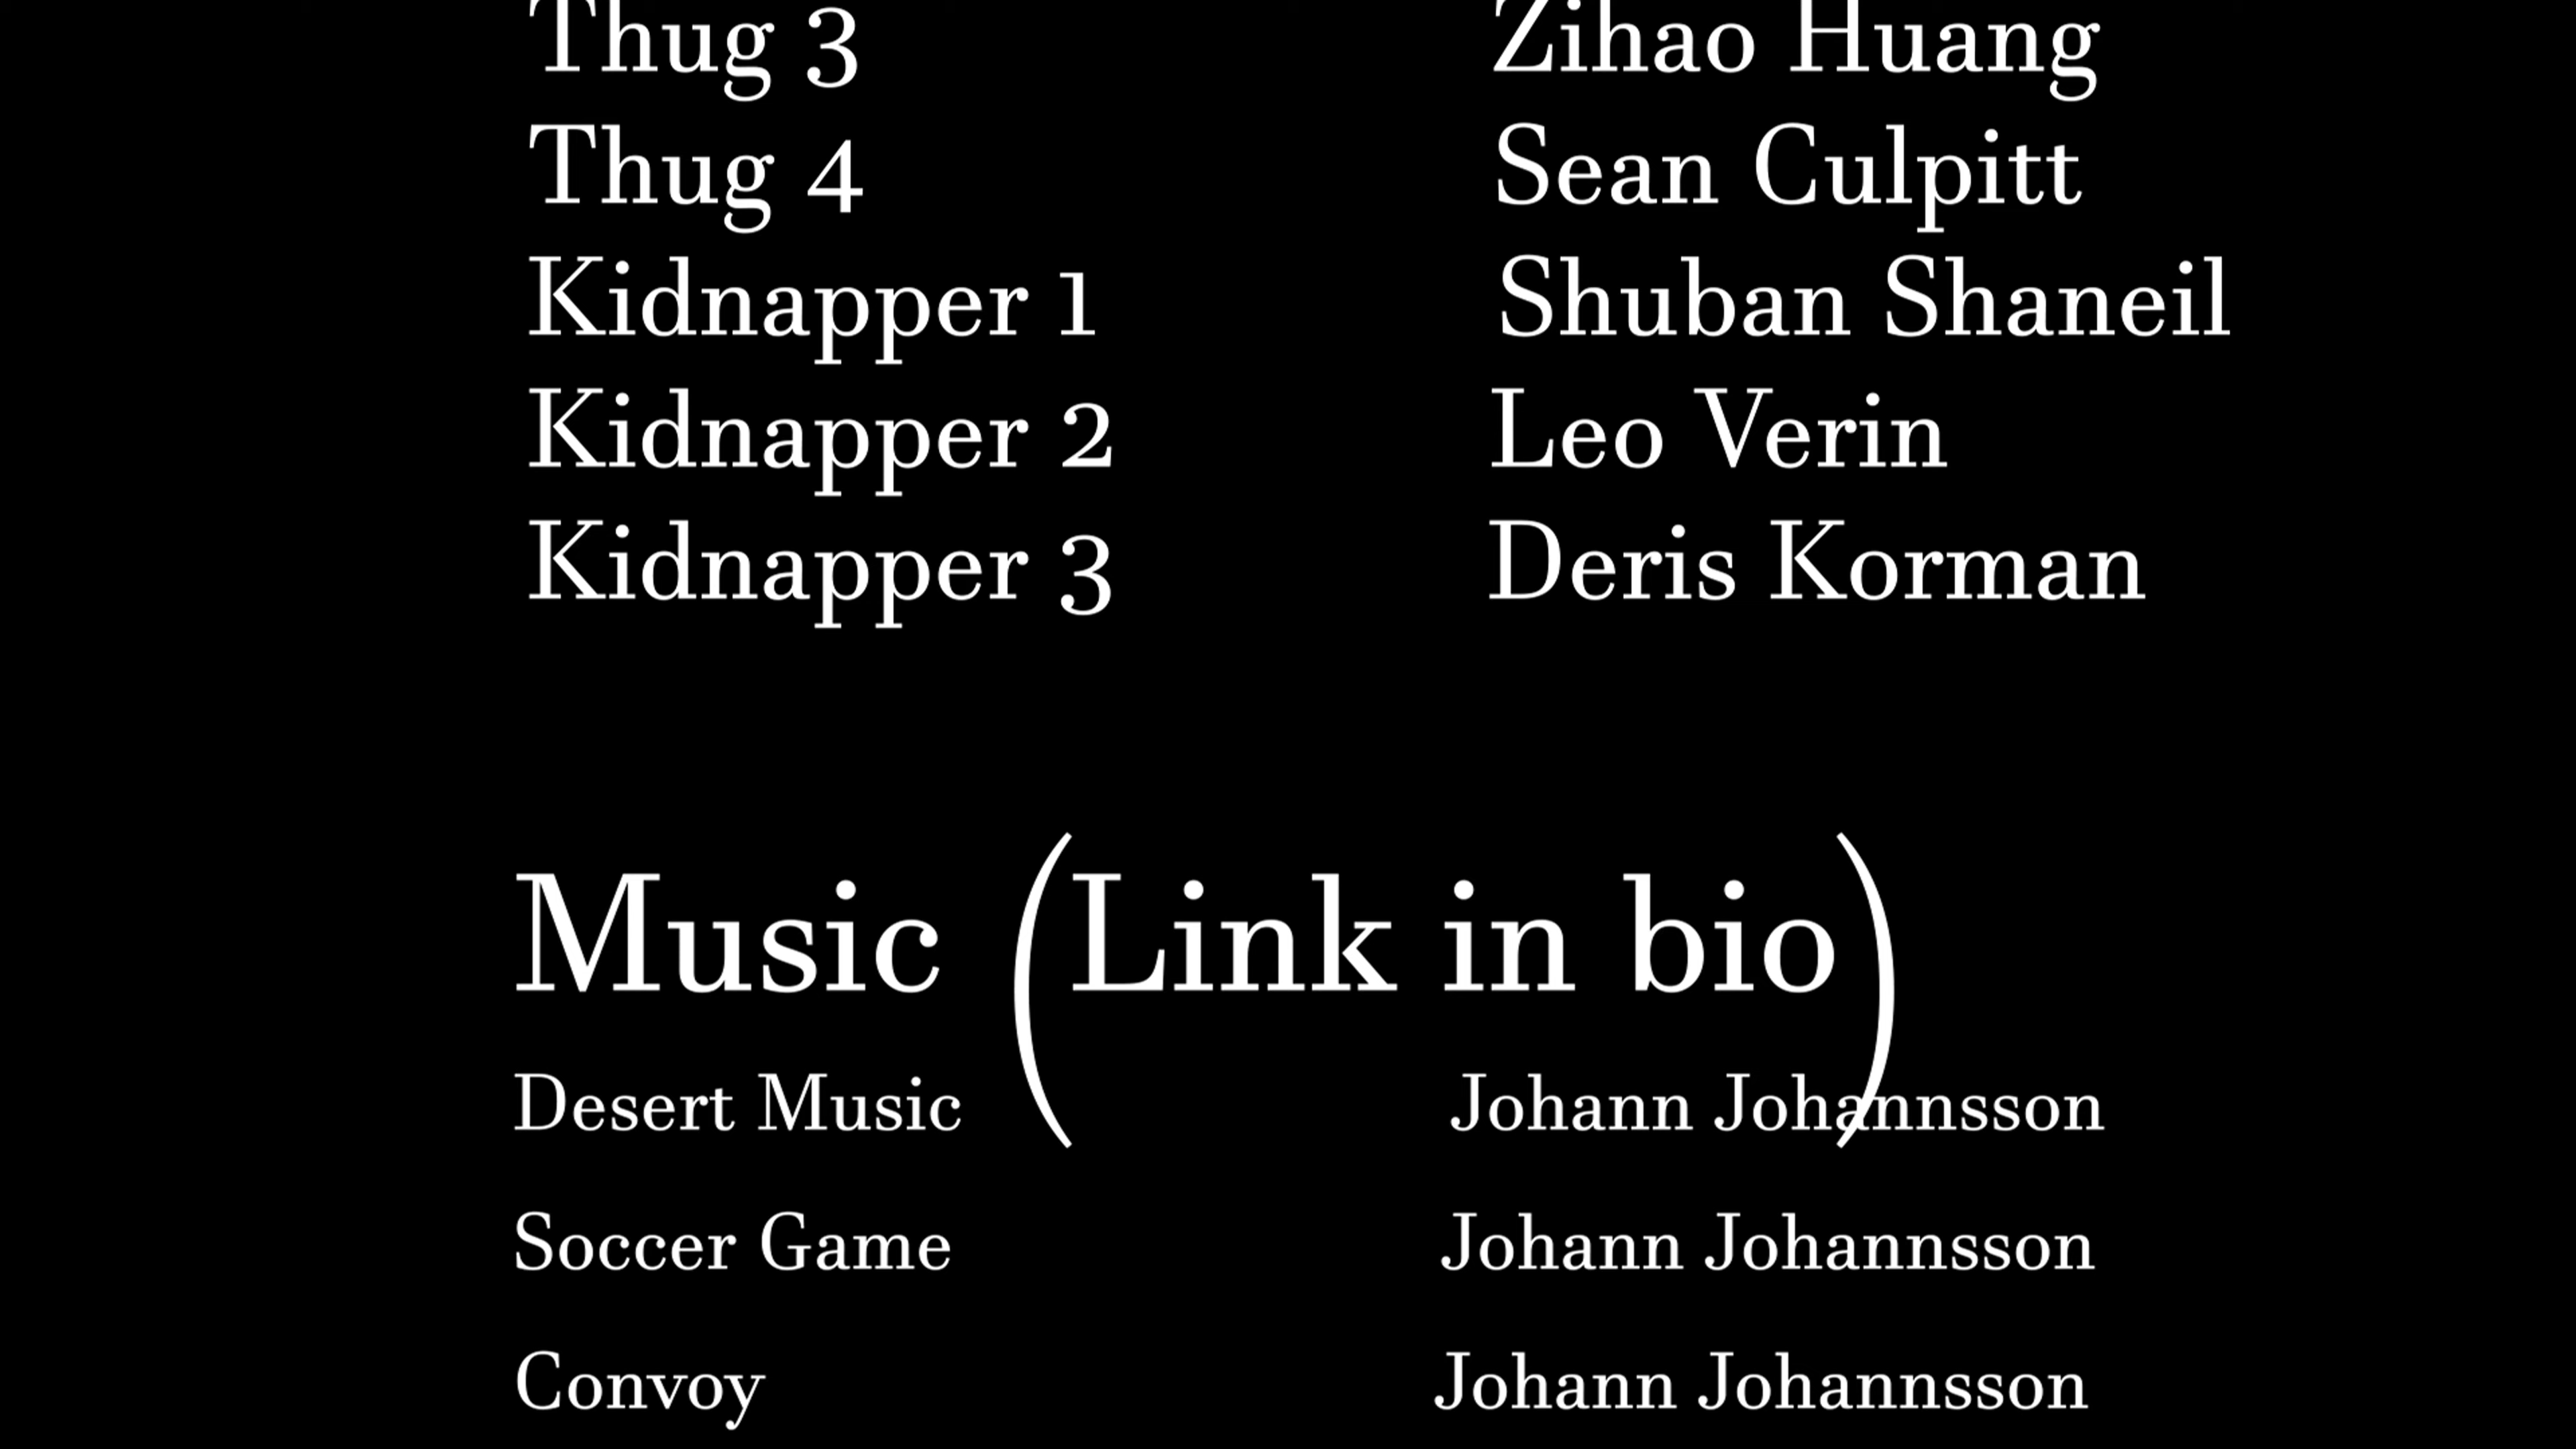 Thug 3 Zihao Huang
Thug 4 Sean Culpitt
Kidnapper 1 Shuban Shaneil
Kidnapper 2 Leo Verin
Kidnapper 3 Deris Korman
Music (Link in bio)
Desert Music Johann Johannsson
Soccer Game Johann Johannsson
Convoy Johann Johannsson